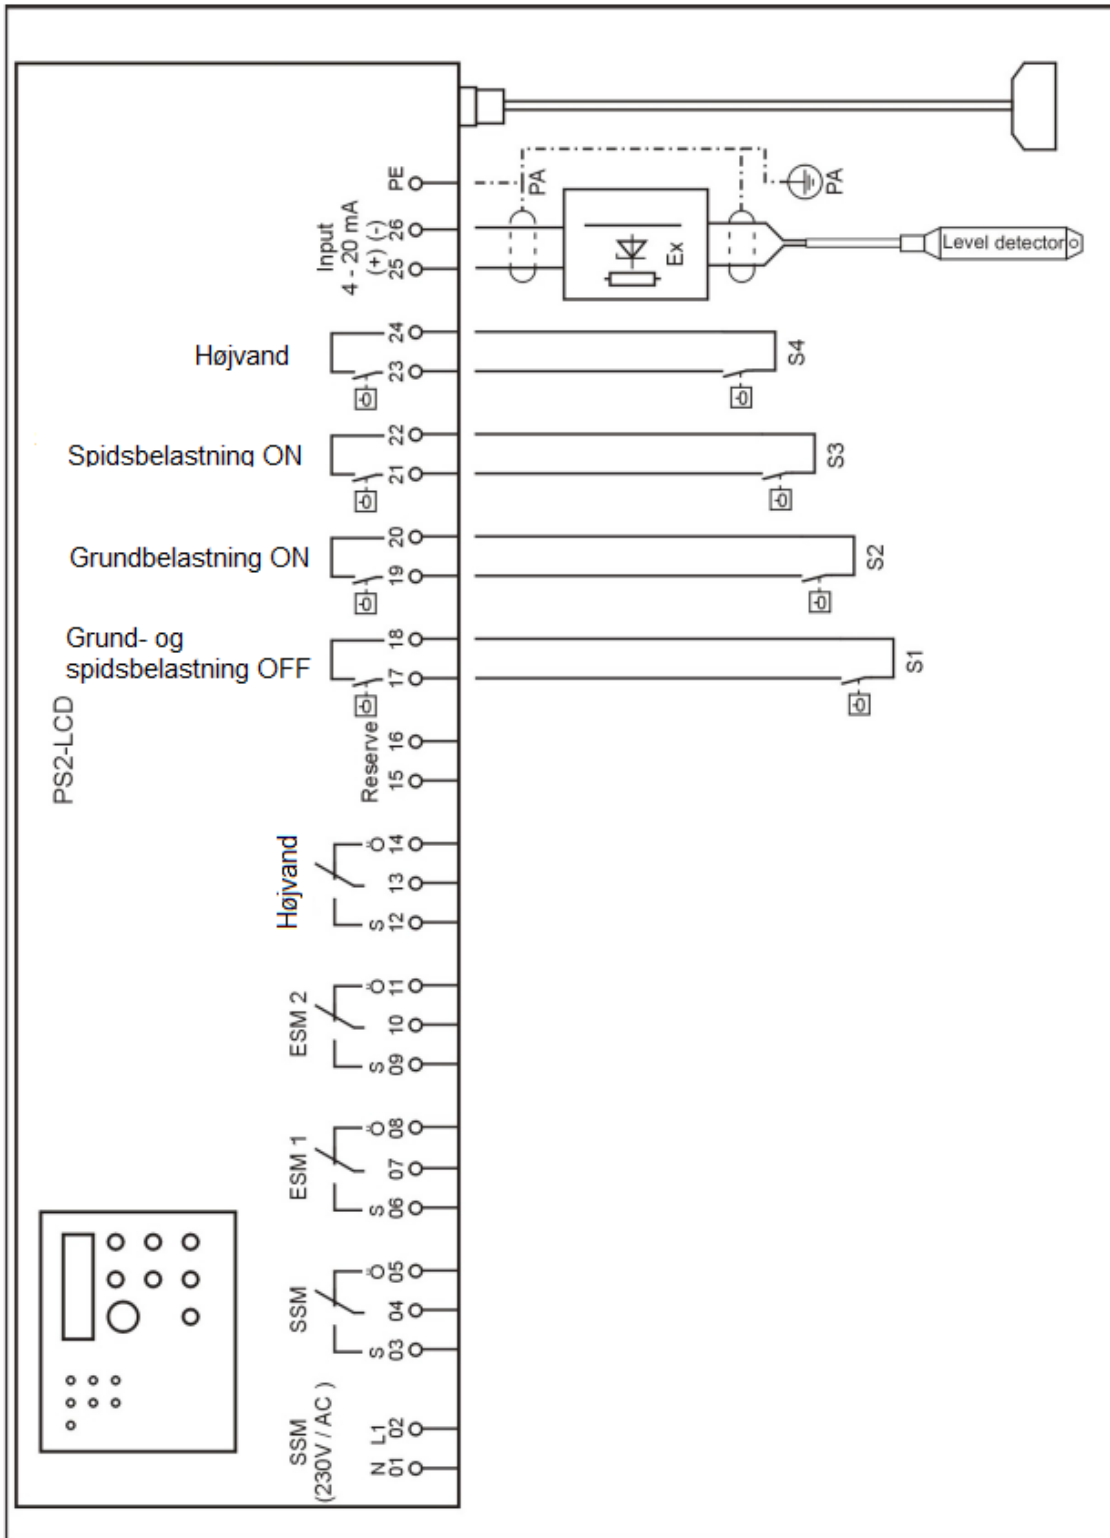 PE
Input
4 - 20 mA
(+) (-)
25 26
PA
PA
Ex
Level detector
Højvand
23 24
S4
Spidsbelastning ON
21 22
S3
Grundbelastning ON
19 20
S2
Grund- og
spidsbelastning OFF
17 18
S1
PS2-LCD
Reserve
15 16
Højvand
S Ö
12 13 14
ESM 2
S Ö
09 10 11
ESM 1
S Ö
06 07 08
SSM
S Ö
03 04 05
SSM
(230V / AC )
N L1
01 02